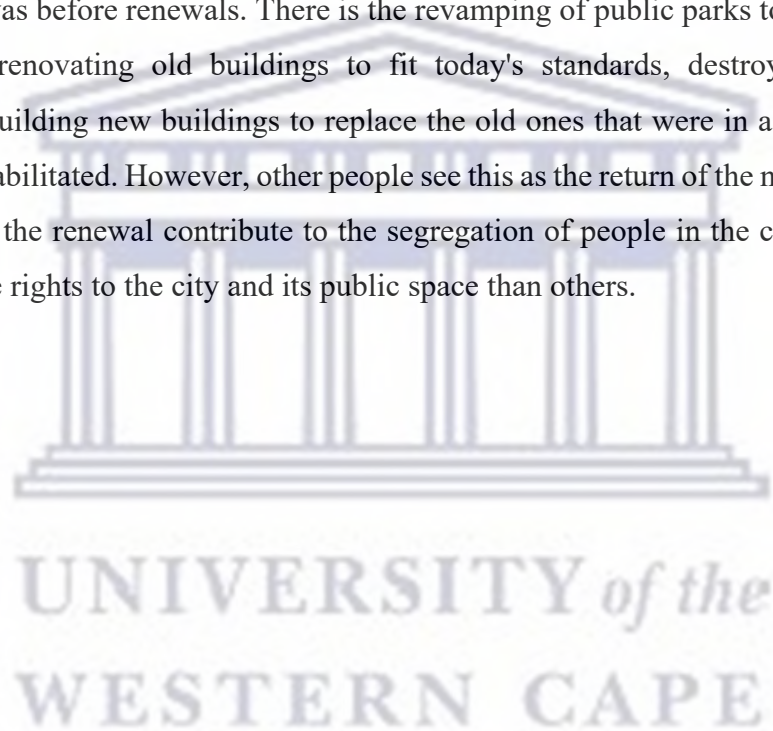 as before renewals. There is the revamping of public parks to
renovating old buildings to fit today's standards, destroy
uilding new buildings to replace the old ones that were in a
abilitated. However, other people see this as the return of the
the renewal contribute to the segregation of people in the c
rights to the city and its public space than others.
UNIVERSITY of the
WESTERN CAPE